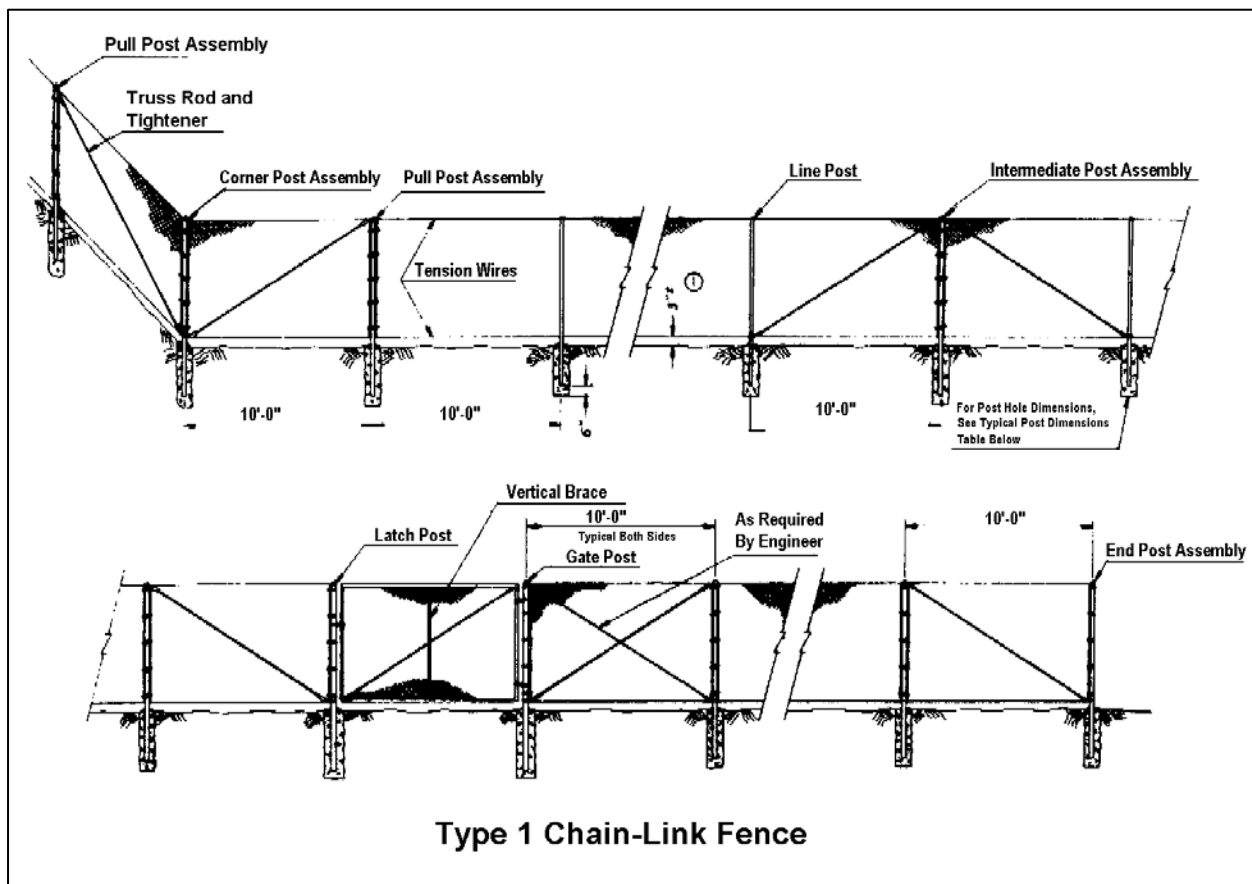 Pull Post Assembly
Truss Rod and
Tightener
Corner Post Assembly
Pull Post Assembly
Line Post
Intermediate Post Assembly
Tension Wires
1
10'-0"
10'-0"
10'-0"
For Post Hole Dimensions,
See Typical Post Dimensions
Table Below
Vertical Brace
Latch Post
10'-0"
Typical Both Sides
Gate Post
As Required
By Engineer
10'-0"
End Post Assembly
Type 1 Chain-Link Fence